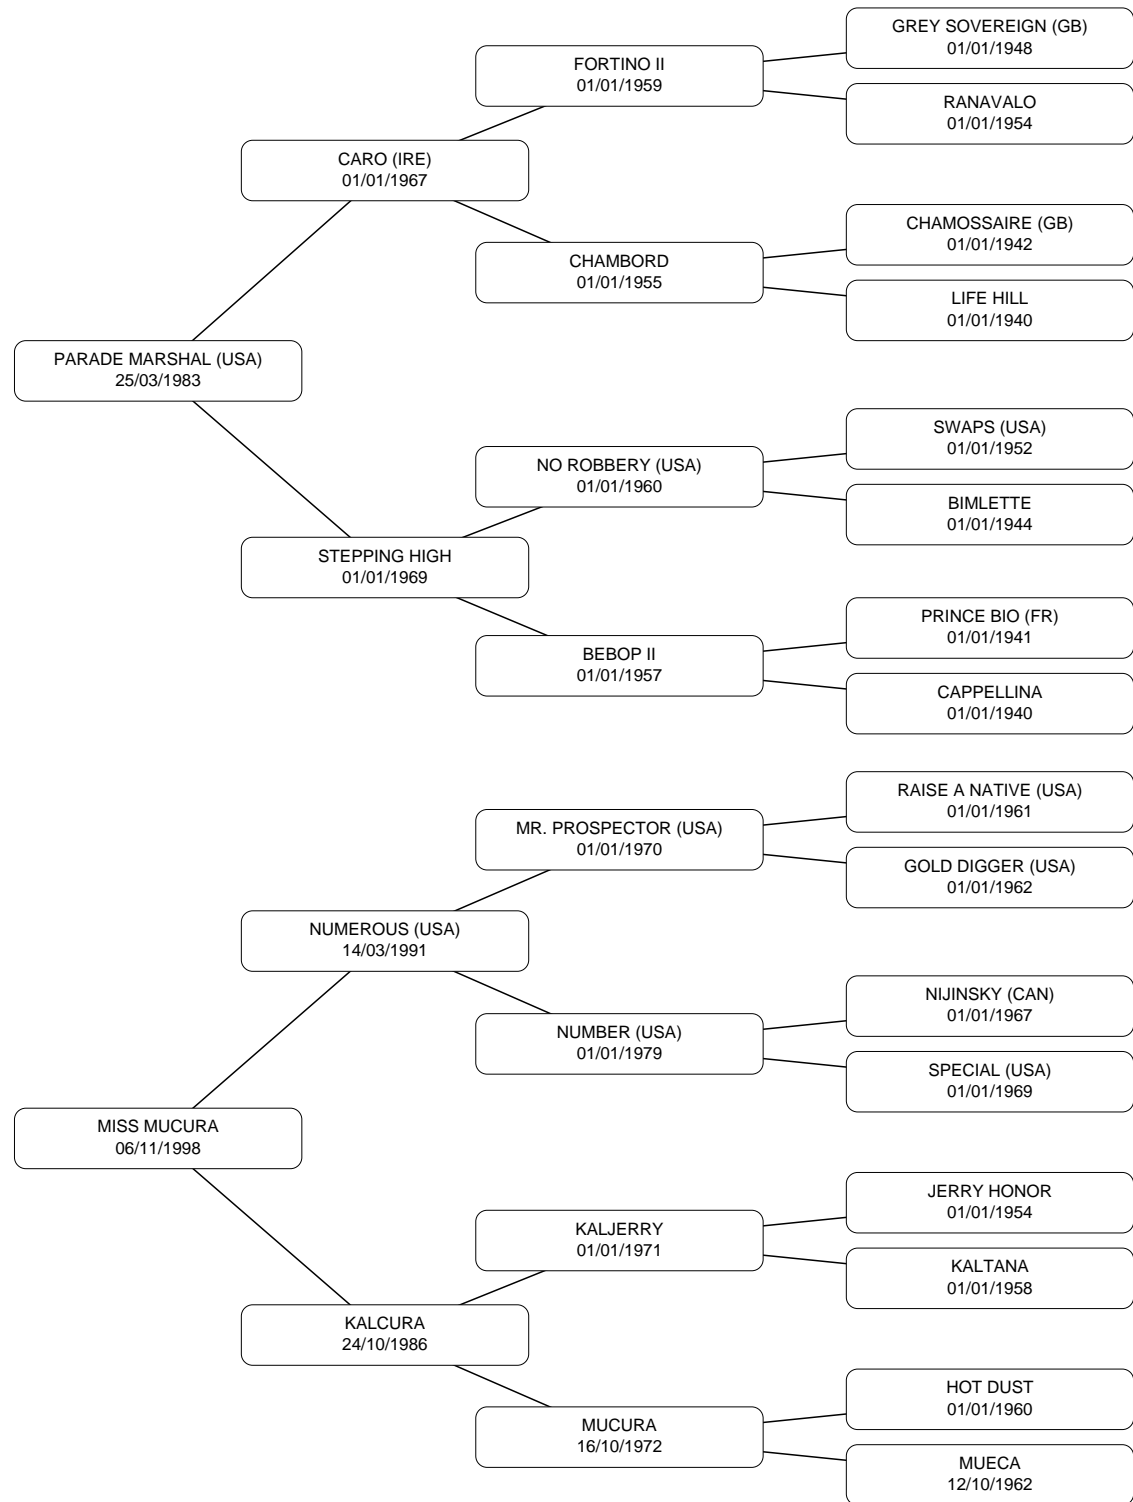 GREY SOVEREIGN (GB)
01/01/1948
FORTINO II
01/01/1959
RANAVALO
01/01/1954
CARO (IRE)
01/01/1967
CHAMOSSAIRE (GB)
01/01/1942
CHAMBORD
01/01/1955
LIFE HILL
01/01/1940
PARADE MARSHAL (USA)
25/03/1983
SWAPS (USA)
01/01/1952
NO ROBBERY (USA)
01/01/1960
BIMLETTE
01/01/1944
STEPPING HIGH
01/01/1969
PRINCE BIO (FR)
01/01/1941
BEBOP II
01/01/1957
CAPPELLINA
01/01/1940
RAISE A NATIVE (USA)
01/01/1961
MR. PROSPECTOR (USA)
01/01/1970
GOLD DIGGER (USA)
01/01/1962
NUMEROUS (USA)
14/03/1991
NIJINSKY (CAN)
01/01/1967
NUMBER (USA)
01/01/1979
SPECIAL (USA)
01/01/1969
MISS MUCURA
06/11/1998
JERRY HONOR
01/01/1954
KALJERRY
01/01/1971
KALTANA
01/01/1958
KALCURA
24/10/1986
HOT DUST
01/01/1960
MUCURA
16/10/1972
MUECA
12/10/1962